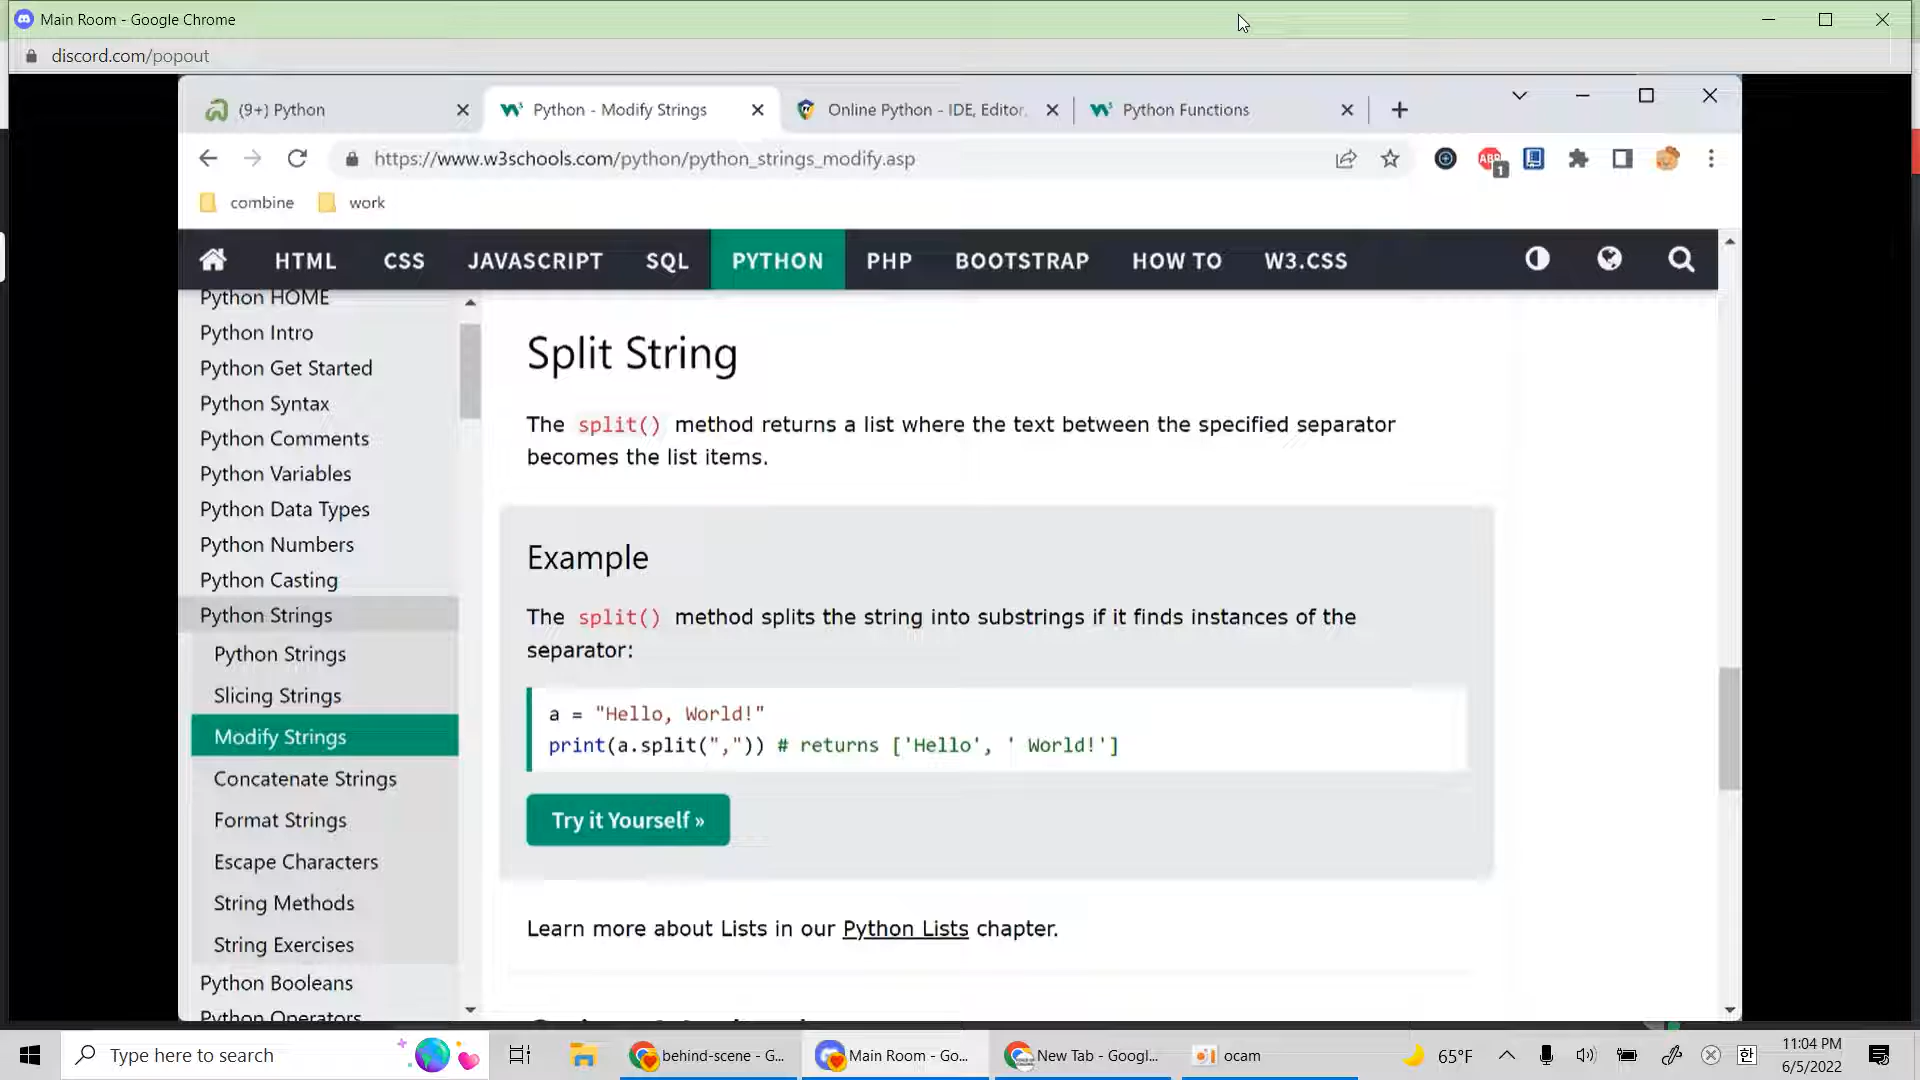 Main Room - Google Chrome
discord.com/popout
(9+) Python
Python - Modify Strings
Online Python - IDE, Editor,
Python Functions
https://www.w3schools.com/python/python_strings_modify.asp
ABP
1
combine
work
HTML
CSS
JAVASCRIPT
SQL
PYTHON
PHP
BOOTSTRAP
HOW TO
W3.CSS
Python HOME
Python Intro
Python Get Started
Python Syntax
Python Comments
Python Variables
Python Data Types
Python Numbers
Python Casting
Python Strings
Python Strings
Slicing Strings
Modify Strings
Concatenate Strings
Format Strings
Escape Characters
String Methods
String Exercises
Python Booleans
Python Operators
Split String
The split() method returns a list where the text between the specified separator
becomes the list items.
Example
The split() method splits the string into substrings if it finds instances of the
separator:
a = "Hello, World!"
print(a.split(",")) # returns ['Hello', ' World!']
Try it Yourself »
Learn more about Lists in our Python Lists chapter.
Type here to search
behind-scene - G...
Main Room - Go...
New Tab - Googl...
ocam
65°F
한
11:04 PM
6/5/2022